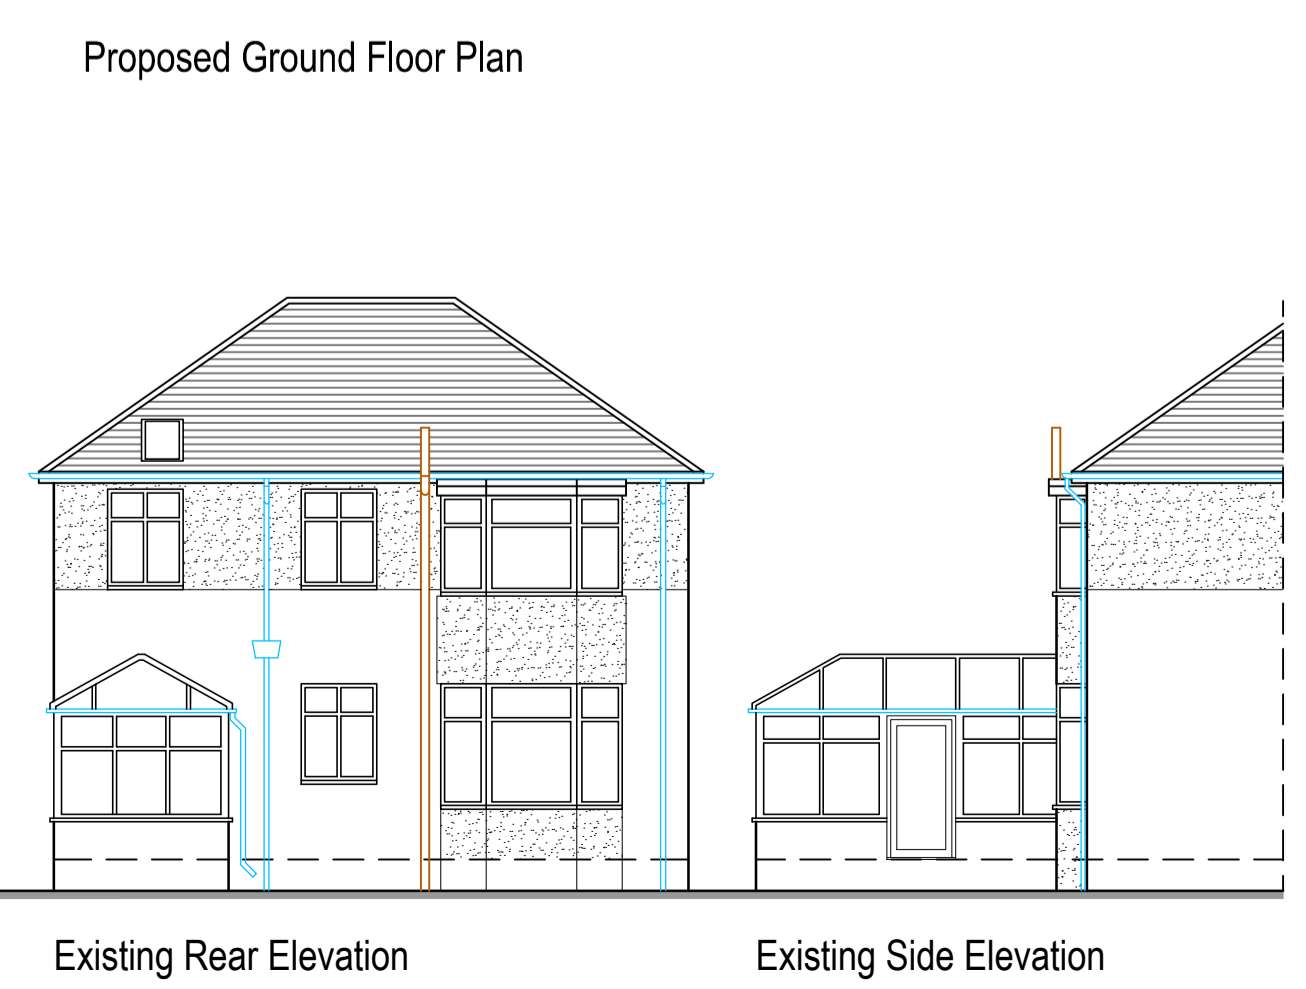 Proposed Ground Floor Plan
Existing Rear Elevation
Existing Side Elevation